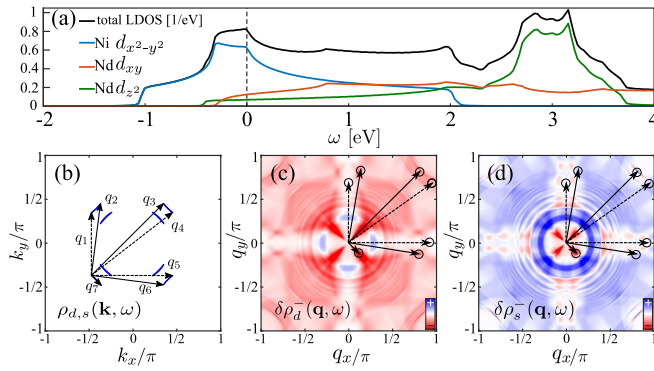 (a)
total LDOS [1/eV]
Ni d_{x²-y²}
Nd d_{xy}
Nd d_{z²}
1
0.8
0.6
0.4
0.2
0
-2 -1 0 1 2 3 4
ω [eV]
(b)
1
1/2
0
-1/2
-1
k_y/π
q_1
q_2
q_3
q_4
q_5
q_6
q_7
ρ_{d,s}(k, ω)
-1 -1/2 0 1/2 1
k_x/π
(c)
1
1/2
0
-1/2
-1
q_y/π
δρ_d^-(q, ω)
+
−
-1 -1/2 0 1/2 1
q_x/π
(d)
1
1/2
0
-1/2
-1
q_y/π
δρ_s^-(q, ω)
+
−
-1 -1/2 0 1/2 1
q_x/π